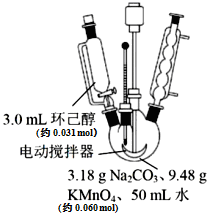 3.0 mL 环己醇
(约 0.031 mol)
电动搅拌器
3.18 g Na₂CO₃、9.48 g
KMnO₄、50 mL 水
(约 0.060 mol)